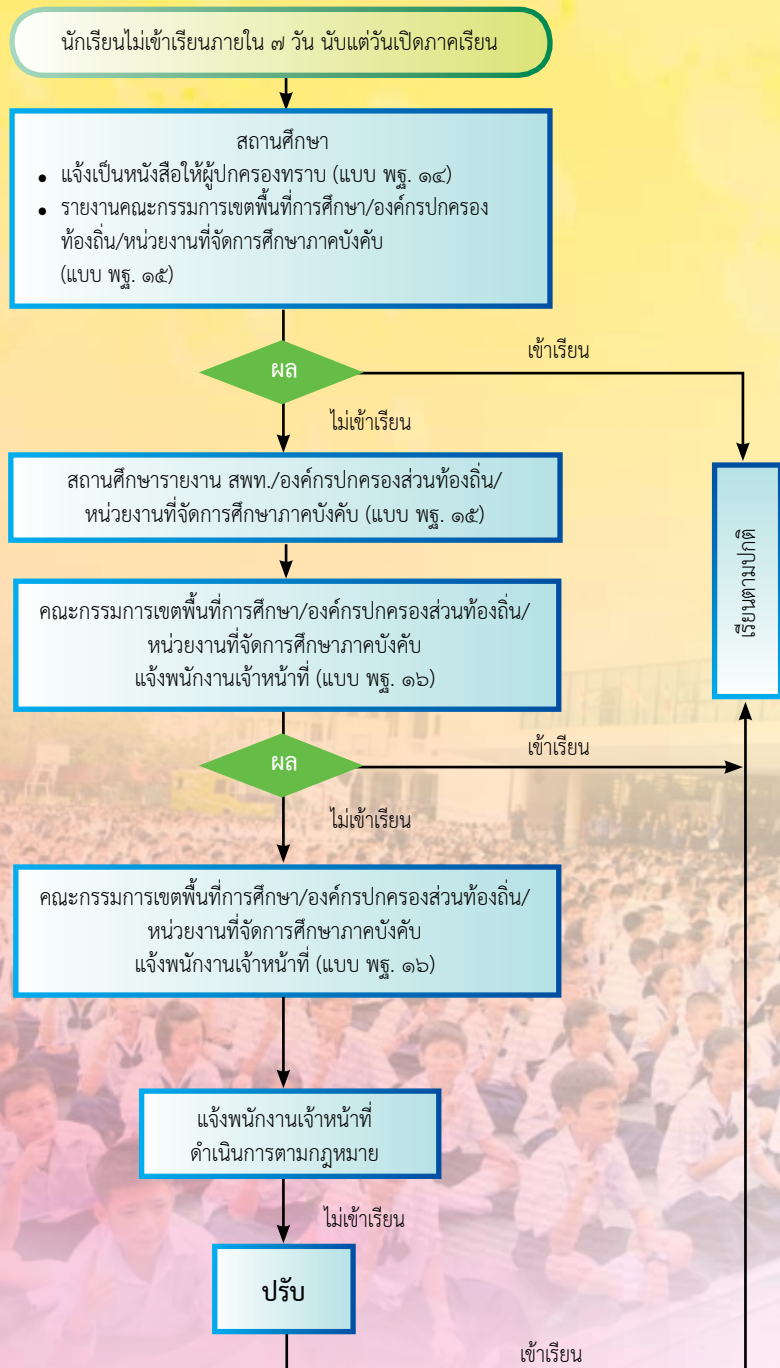 นักเรียนไม่เข้าเรียนภายใน ๗ วัน นับแต่วันเปิดภาคเรียน
สถานศึกษา
• แจ้งเป็นหนังสือให้ผู้ปกครองทราบ (แบบ พฐ. ๑๔)
• รายงานคณะกรรมการเขตพื้นที่การศึกษา/องค์กรปกครอง
ท้องถิ่น/หน่วยงานที่จัดการศึกษาภาคบังคับ
(แบบ พฐ. ๑๕)
ผล
เข้าเรียน
ไม่เข้าเรียน
สถานศึกษารายงาน สพท./องค์กรปกครองส่วนท้องถิ่น/
หน่วยงานที่จัดการศึกษาภาคบังคับ (แบบ พฐ. ๑๕)
เรียนตามปกติ
คณะกรรมการเขตพื้นที่การศึกษา/องค์กรปกครองส่วนท้องถิ่น/
หน่วยงานที่จัดการศึกษาภาคบังคับ
แจ้งพนักงานเจ้าหน้าที่ (แบบ พฐ. ๑๖)
ผล
เข้าเรียน
ไม่เข้าเรียน
คณะกรรมการเขตพื้นที่การศึกษา/องค์กรปกครองส่วนท้องถิ่น/
หน่วยงานที่จัดการศึกษาภาคบังคับ
แจ้งพนักงานเจ้าหน้าที่ (แบบ พฐ. ๑๖)
แจ้งพนักงานเจ้าหน้าที่
ดำเนินการตามกฎหมาย
ไม่เข้าเรียน
ปรับ
เข้าเรียน